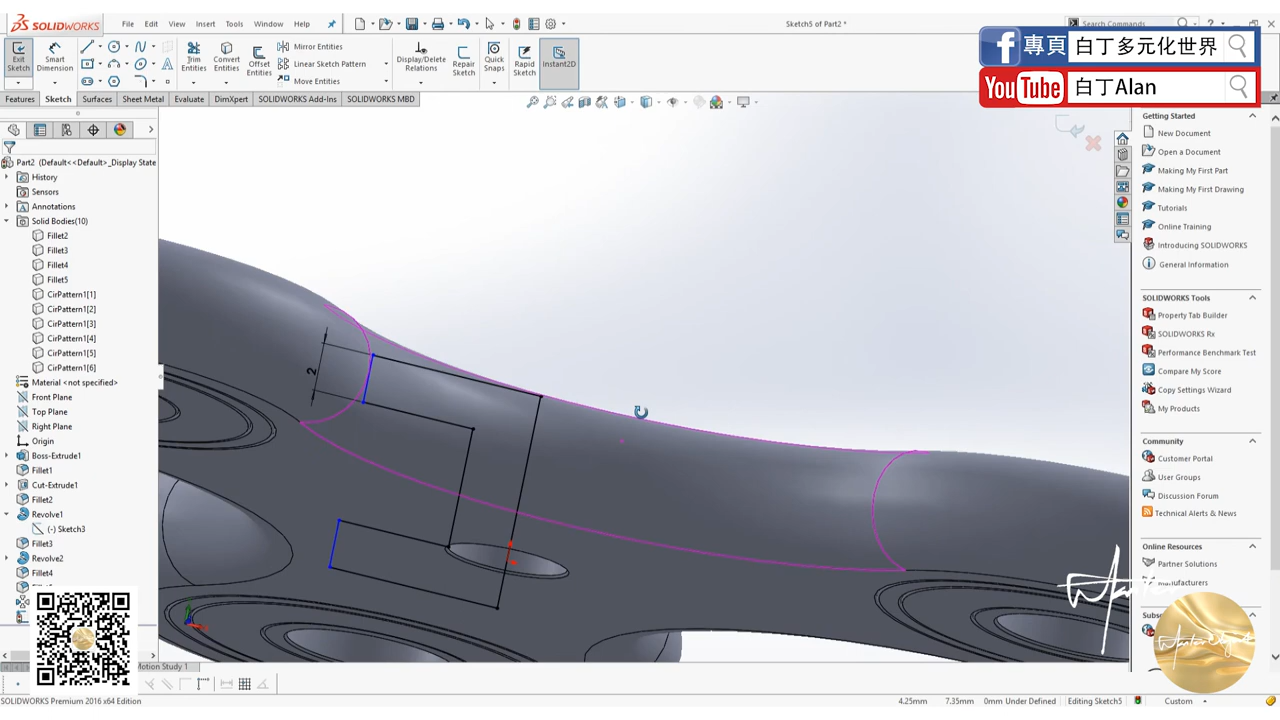 SOLIDWORKS
File Edit View Insert Tools Window Help
Sketch5 of Part2 *
Search Commands
專頁 白丁多元化世界
YouTube 白丁Alan
Exit Sketch
Smart Dimension
Trim Entities
Convert Entities
Offset Entities
Mirror Entities
Linear Sketch Pattern
Move Entities
Display/Delete Relations
Repair Sketch
Quick Snaps
Rapid Sketch
Instant2D
Features Sketch Surfaces Sheet Metal Evaluate DimXpert SOLIDWORKS Add-Ins SOLIDWORKS MBD
Part2 (Default<<Default>_Display State
History
Sensors
Annotations
Solid Bodies(10)
Fillet2
Fillet3
Fillet4
Fillet5
CirPattern1[1]
CirPattern1[2]
CirPattern1[3]
CirPattern1[4]
CirPattern1[5]
CirPattern1[6]
Material <not specified>
Front Plane
Top Plane
Right Plane
Origin
Boss-Extrude1
Fillet1
Cut-Extrude1
Fillet2
Revolve1
(-) Sketch3
Fillet3
Revolve2
Fillet4
2
Getting Started
New Document
Open a Document
Making My First Part
Making My First Drawing
Tutorials
Online Training
Introducing SOLIDWORKS
General Information
SOLIDWORKS Tools
Property Tab Builder
SOLIDWORKS Rx
Performance Benchmark Test
Compare My Score
Copy Settings Wizard
My Products
Community
Customer Portal
User Groups
Discussion Forum
Technical Alerts & News
Online Resources
Partner Solutions
Manufacturers
Motion Study 1
SOLIDWORKS Premium 2016 x64 Edition
4.25mm 7.35mm 0mm Under Defined Editing Sketch5 Custom